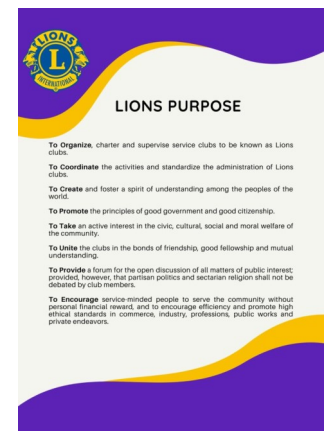 LIONS
L
INTERNATIONAL
LIONS PURPOSE
To Organize, charter and supervise service clubs to be known as Lions
clubs.
To Coordinate the activities and standardize the administration of Lions
clubs.
To Create and foster a spirit of understanding among the peoples of the
world.
To Promote the principles of good government and good citizenship.
To Take an active interest in the civic, cultural, social and moral welfare of
the community.
To Unite the clubs in the bonds of friendship, good fellowship and mutual
understanding.
To Provide a forum for the open discussion of all matters of public interest;
provided, however, that partisan politics and sectarian religion shall not be
debated by club members.
To Encourage service-minded people to serve the community without
personal financial reward, and to encourage efficiency and promote high
ethical standards in commerce, industry, professions, public works and
private endeavors.